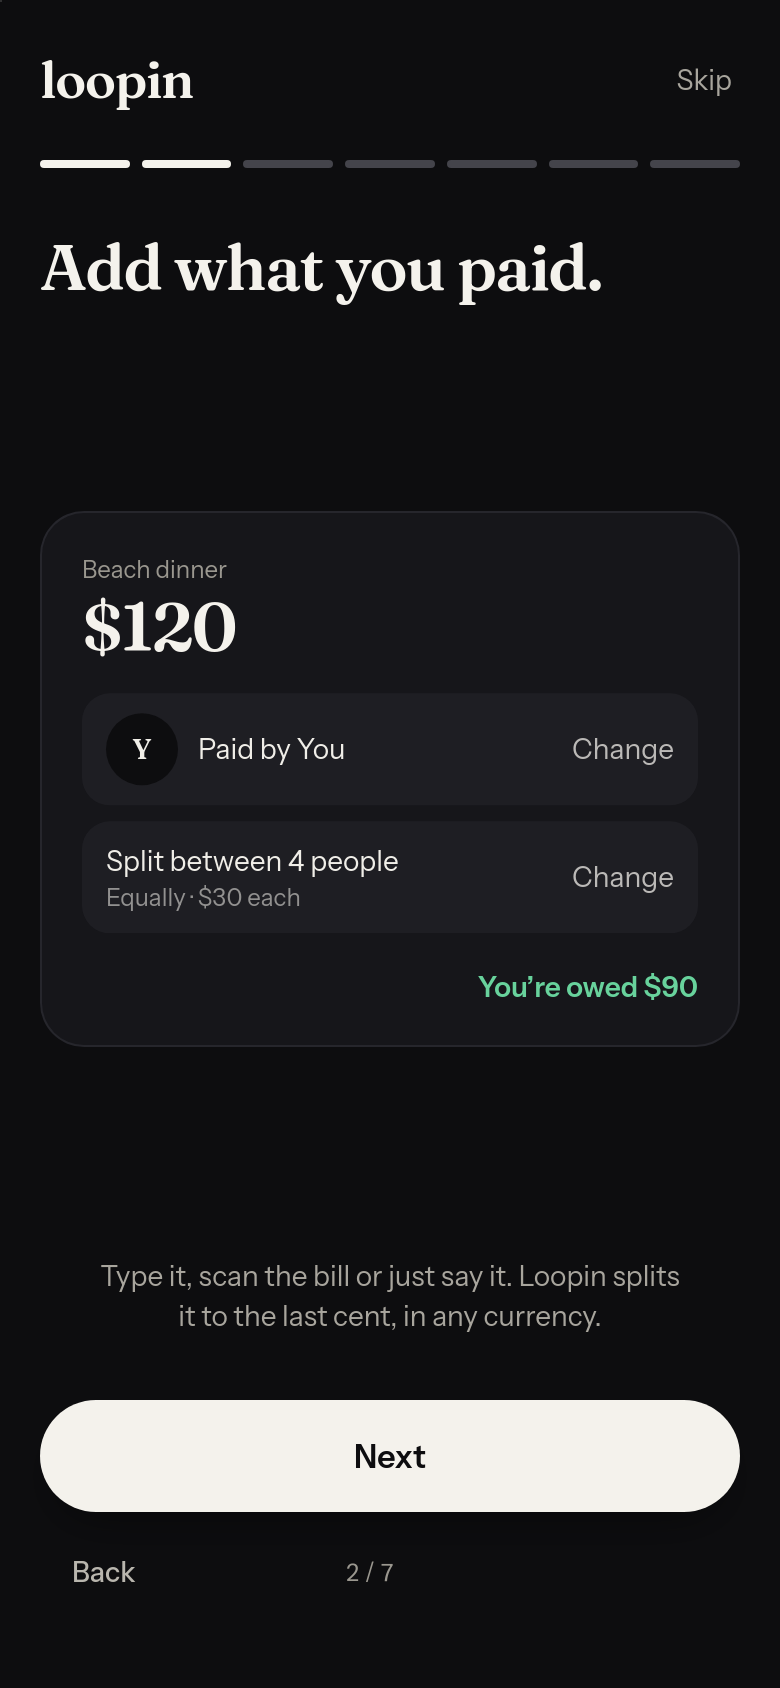 loopin
Skip
Add what you paid.
Beach dinner
$120
Y
Paid by You
Change
Split between 4 people
Equally · $30 each
Change
You’re owed $90
Type it, scan the bill or just say it. Loopin splits
it to the last cent, in any currency.
Next
Back
2 / 7